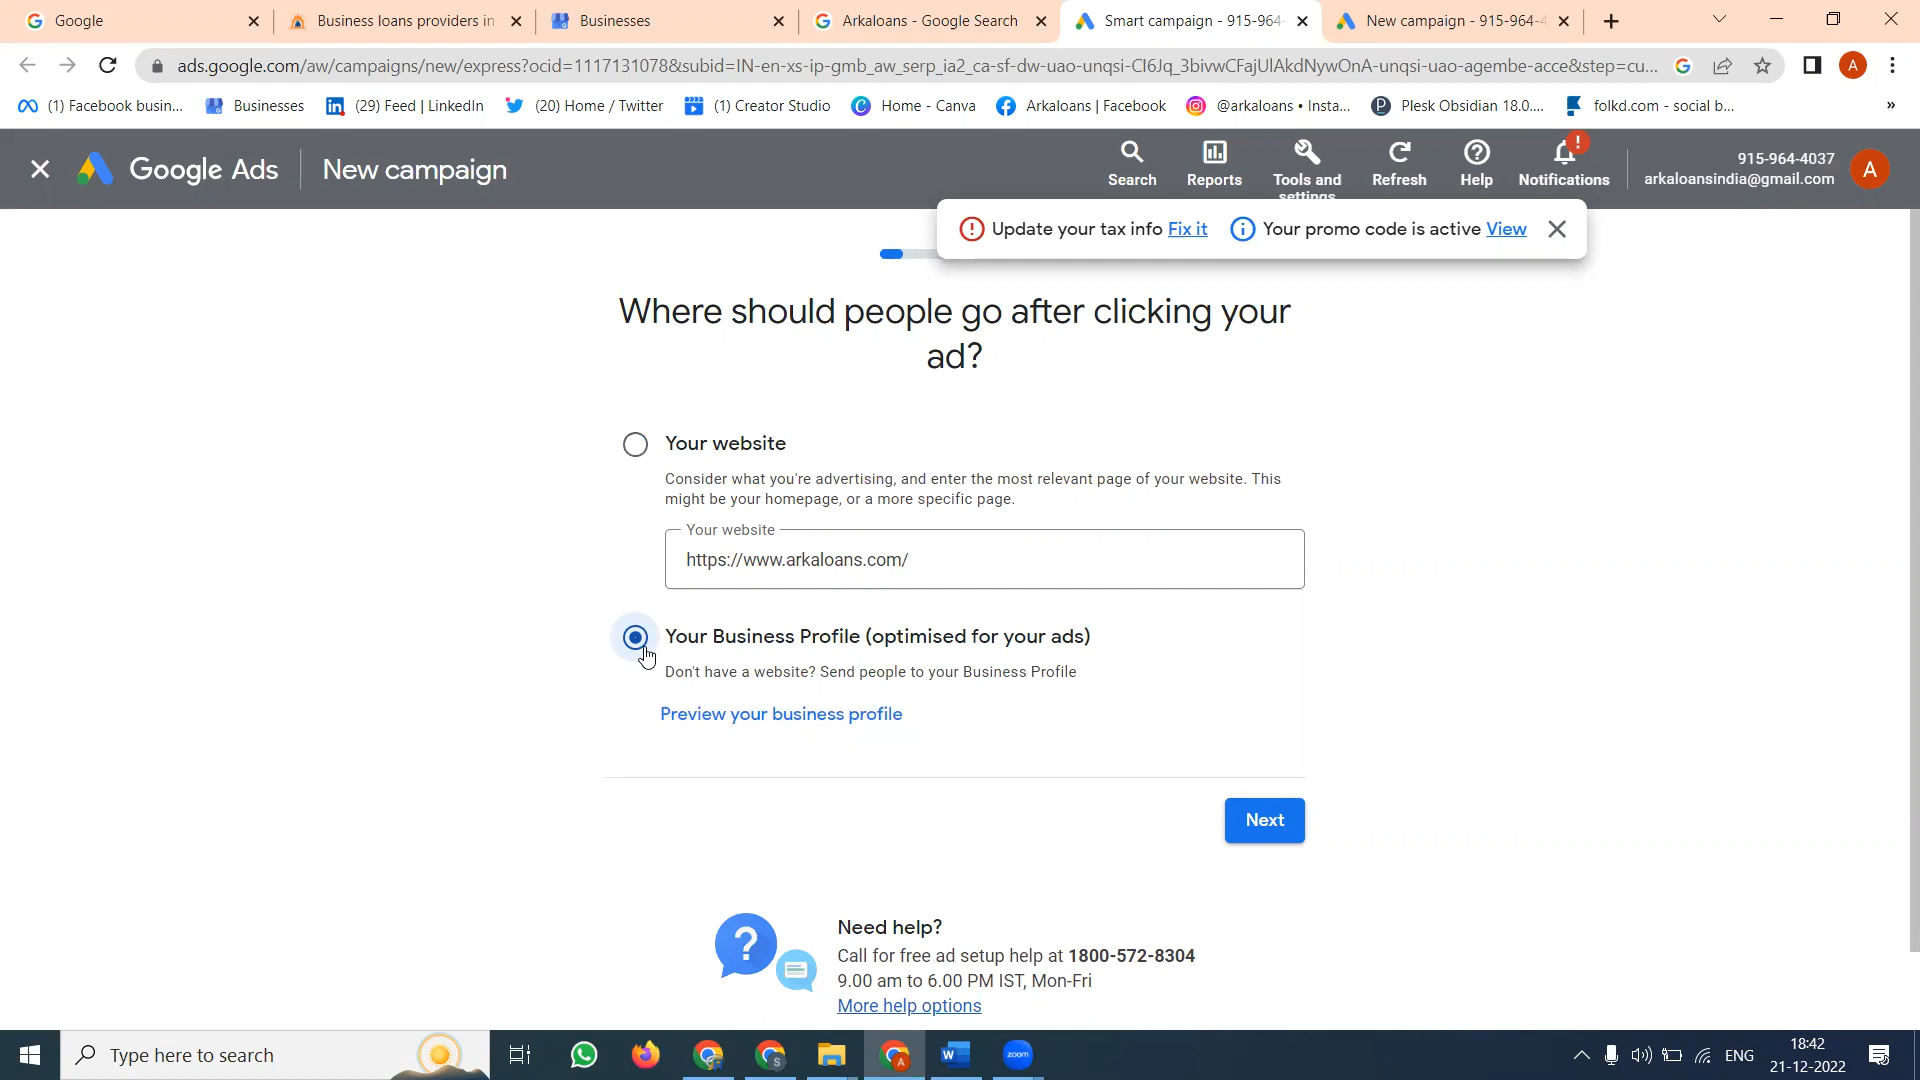 Google
Business loans providers in
Businesses
Arkaloans - Google Search
Smart campaign - 915-964-
New campaign - 915-964-4
ads.google.com/aw/campaigns/new/express?ocid=1117131078&subid=IN-en-xs-ip-gmb_aw_serp_ia2_ca-sf-dw-uao-unqsi-CI6Jq_3bivwCFajUlAkdNywOnA-unqsi-uao-agembe-acce&step=cu...
(1) Facebook busin...
Businesses
(29) Feed | LinkedIn
(20) Home / Twitter
(1) Creator Studio
Home - Canva
Arkaloans | Facebook
@arkaloans • Insta...
Plesk Obsidian 18.0....
folkd.com - social b...
Google Ads
New campaign
Search
Reports
Tools and settings
Refresh
Help
Notifications
915-964-4037
arkaloansindia@gmail.com
A
Update your tax info Fix it
Your promo code is active View
Where should people go after clicking your
ad?
Your website
Consider what you're advertising, and enter the most relevant page of your website. This
might be your homepage, or a more specific page.
Your website
https://www.arkaloans.com/
Your Business Profile (optimised for your ads)
Don't have a website? Send people to your Business Profile
Preview your business profile
Next
Need help?
Call for free ad setup help at 1800-572-8304
9.00 am to 6.00 PM IST, Mon-Fri
More help options
Type here to search
ENG
18:42
21-12-2022